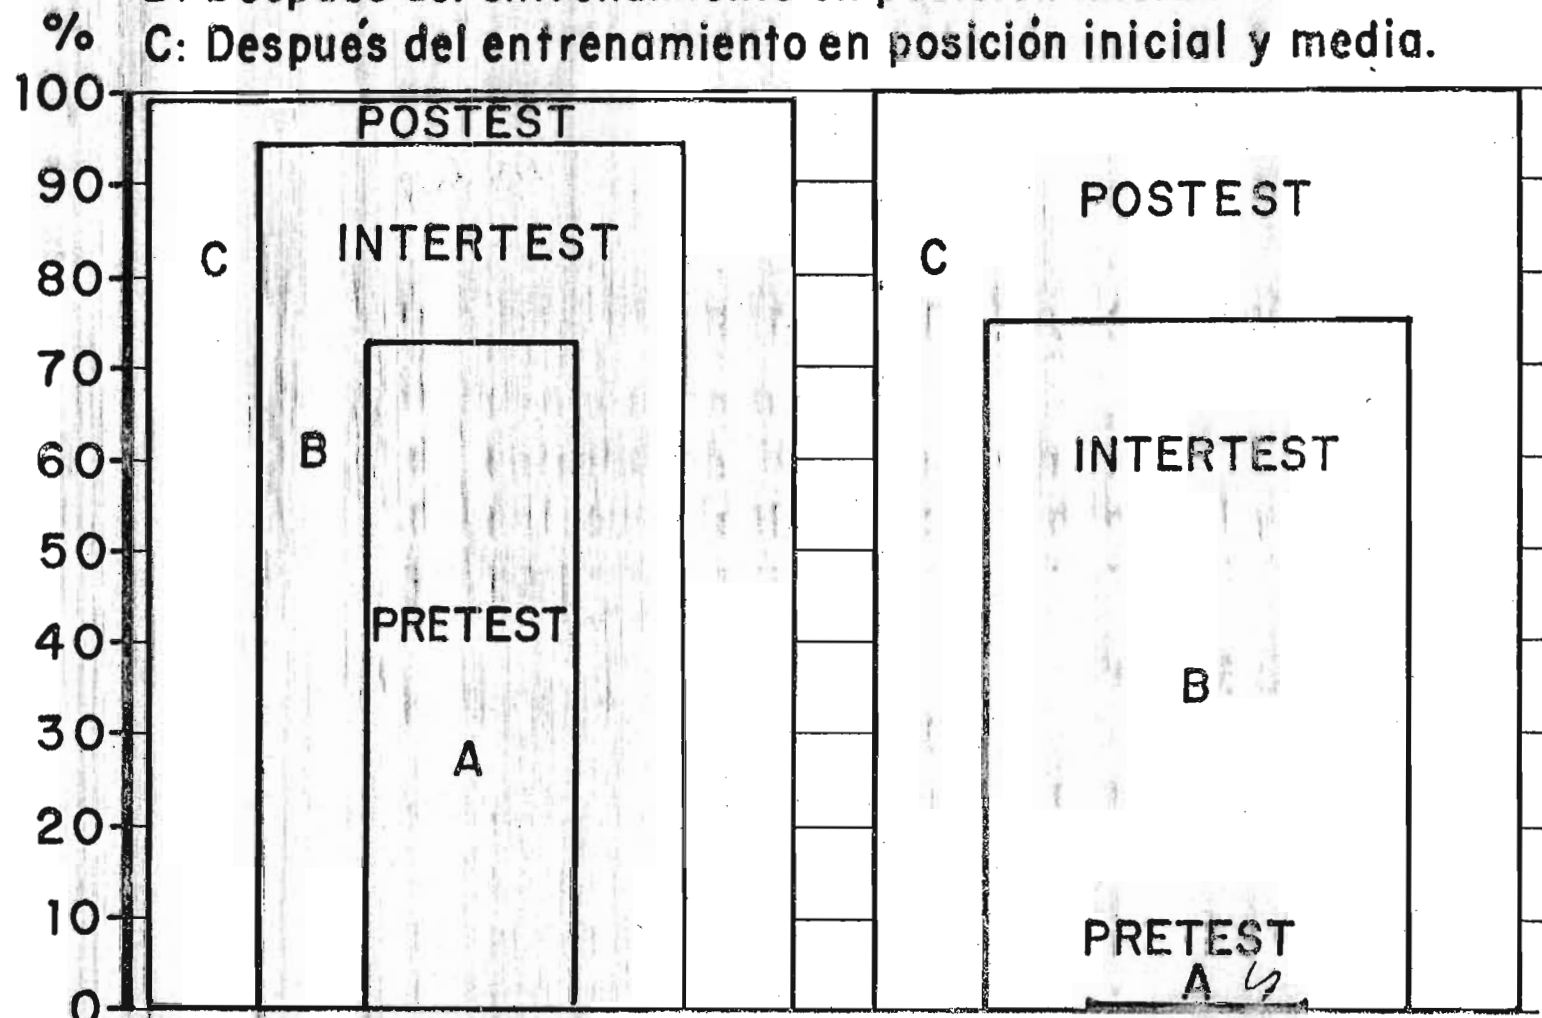 %
C: Después del entrenamiento en posición inicial y media.
100
POSTEST
90
POSTEST
INTERTEST
C
C
80
70
B
60
INTERTEST
50
PRETEST
40
B
30
A
20
10
PRETEST
A
0